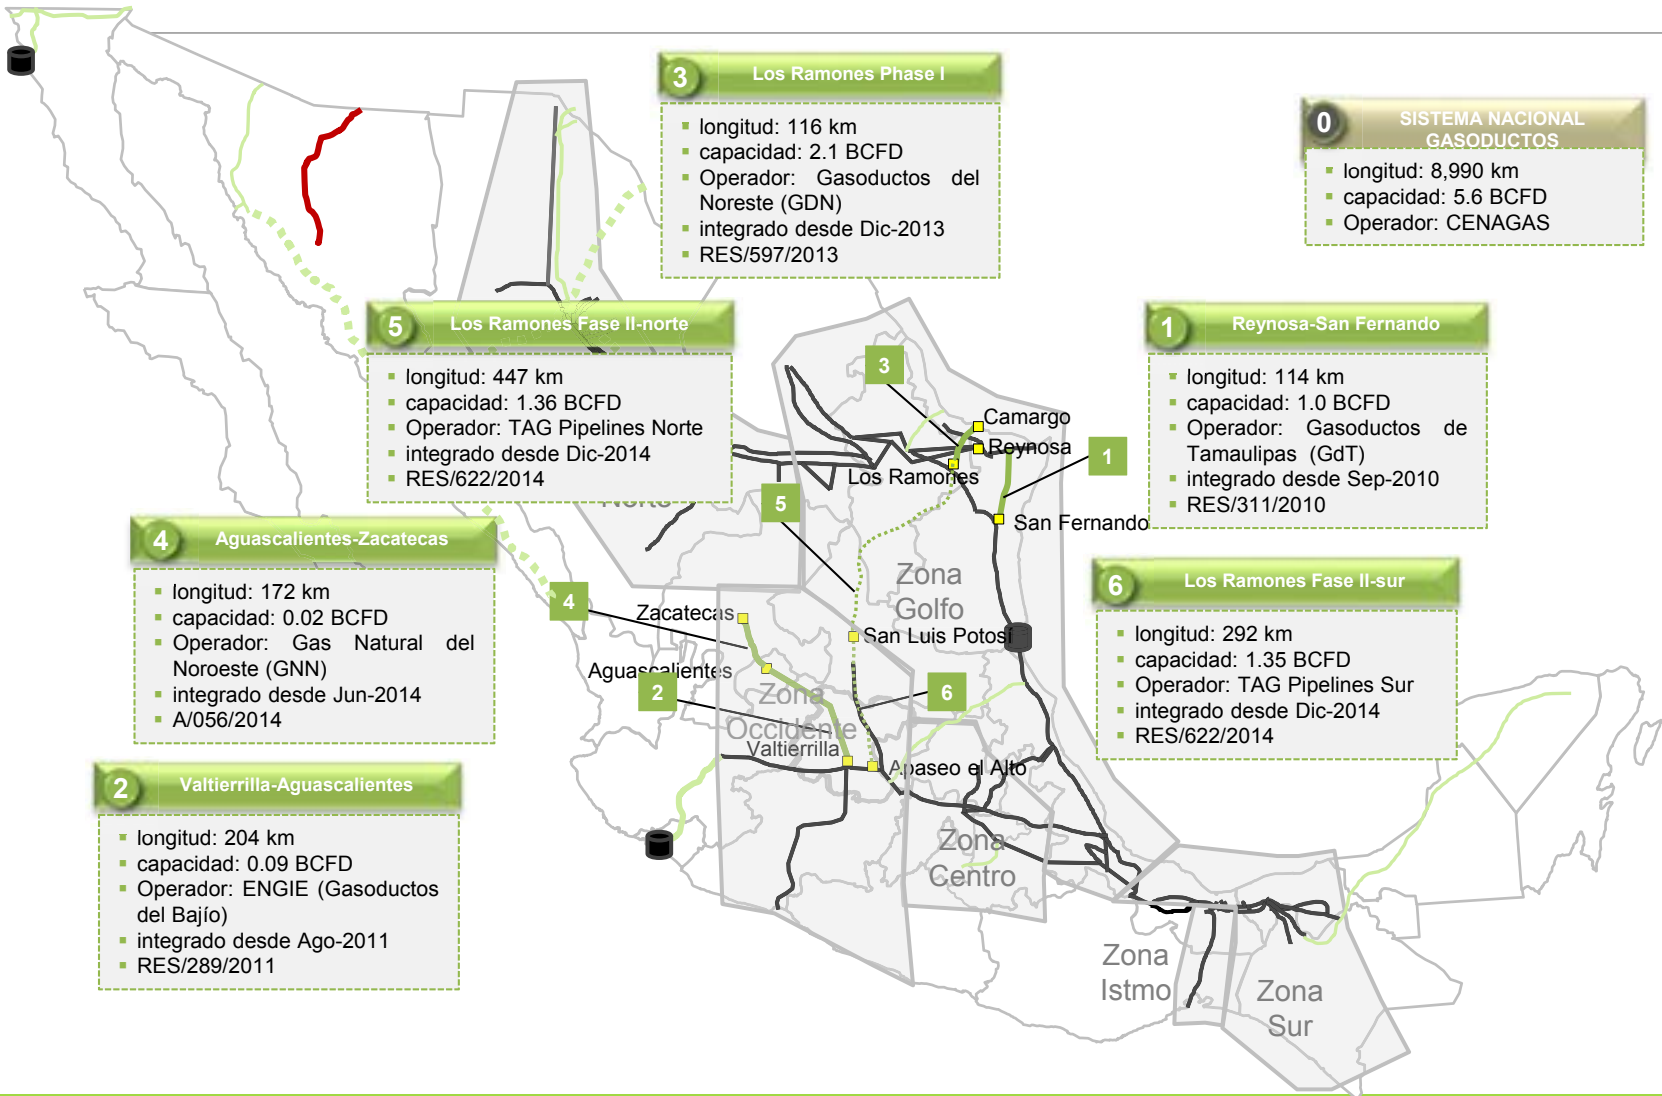 3
Los Ramones Phase I
longitud: 116 km
capacidad: 2.1 BCFD
Operador: Gasoductos del
Noreste (GDN)
integrado desde Dic-2013
RES/597/2013
0
SISTEMA NACIONAL
GASODUCTOS
longitud: 8,990 km
capacidad: 5.6 BCFD
Operador: CENAGAS
5
Los Ramones Fase II-norte
longitud: 447 km
capacidad: 1.36 BCFD
Operador: TAG Pipelines Norte
integrado desde Dic-2014
RES/622/2014
1
Reynosa-San Fernando
longitud: 114 km
capacidad: 1.0 BCFD
Operador: Gasoductos de
Tamaulipas (GdT)
integrado desde Sep-2010
RES/311/2010
4
Aguascalientes-Zacatecas
longitud: 172 km
capacidad: 0.02 BCFD
Operador: Gas Natural del
Noroeste (GNN)
integrado desde Jun-2014
A/056/2014
6
Los Ramones Fase II-sur
longitud: 292 km
capacidad: 1.35 BCFD
Operador: TAG Pipelines Sur
integrado desde Dic-2014
RES/622/2014
2
Valtierrilla-Aguascalientes
longitud: 204 km
capacidad: 0.09 BCFD
Operador: ENGIE (Gasoductos
del Bajío)
integrado desde Ago-2011
RES/289/2011
3
Camargo
Reynosa
1
Los Ramones
5
San Fernando
Norte
Zona
Golfo
4
Zacatecas
San Luis Potosí
Aguascalientes
2
6
Zona
Occidente
Valtierrilla
Apaseo el Alto
Zona
Centro
Zona
Istmo
Zona
Sur